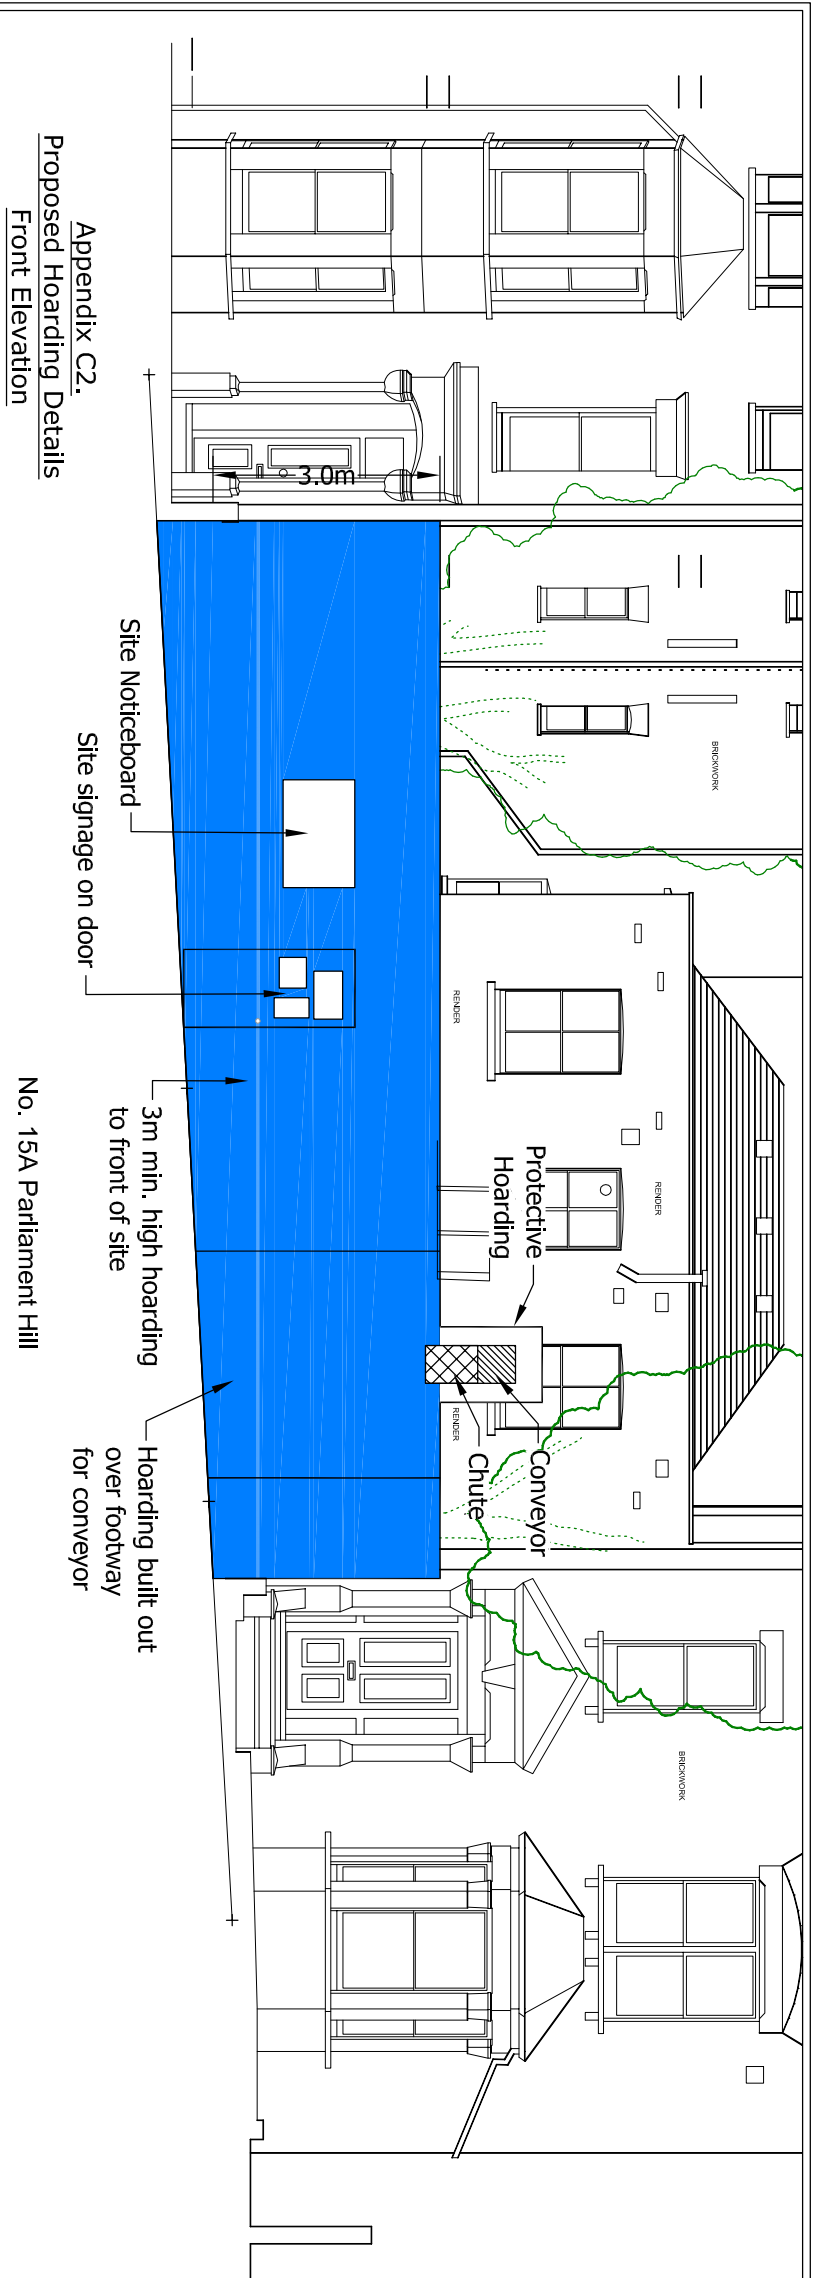 BRICKWORK
RENDER
RENDER
RENDER
BRICKWORK
3.0m
Protective
Hoarding
Conveyor
Chute
Site Noticeboard
Site signage on door
3m min. high hoarding
to front of site
Hoarding built out
over footway
for conveyor
Appendix C2.
Proposed Hoarding Details
Front Elevation
No. 15A Parliament Hill